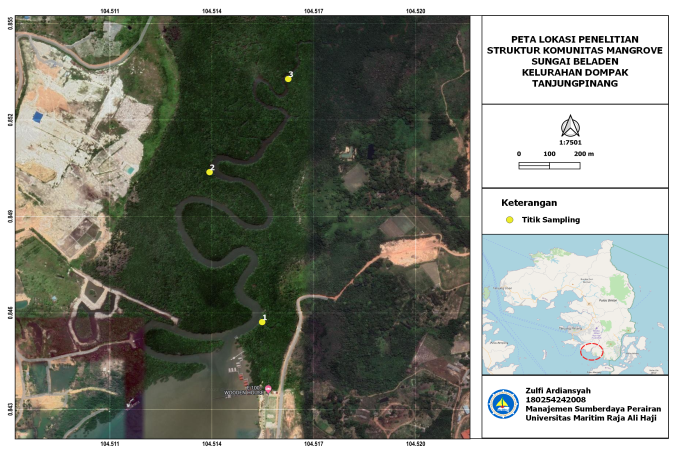 104.511 104.514 104.517 104.520
0.855
0.852
0.849
0.846
0.843
3
2
1
104.511 104.514 104.517 104.520
PETA LOKASI PENELITIAN
STRUKTUR KOMUNITAS MANGROVE
SUNGAI BELADEN
KELURAHAN DOMPAK
TANJUNGPINANG
1:7501
0 100 200 m
Keterangan
Titik Sampling
Zulfi Ardiansyah
180254242008
Manajemen Sumberdaya Perairan
Universitas Maritim Raja Ali Haji